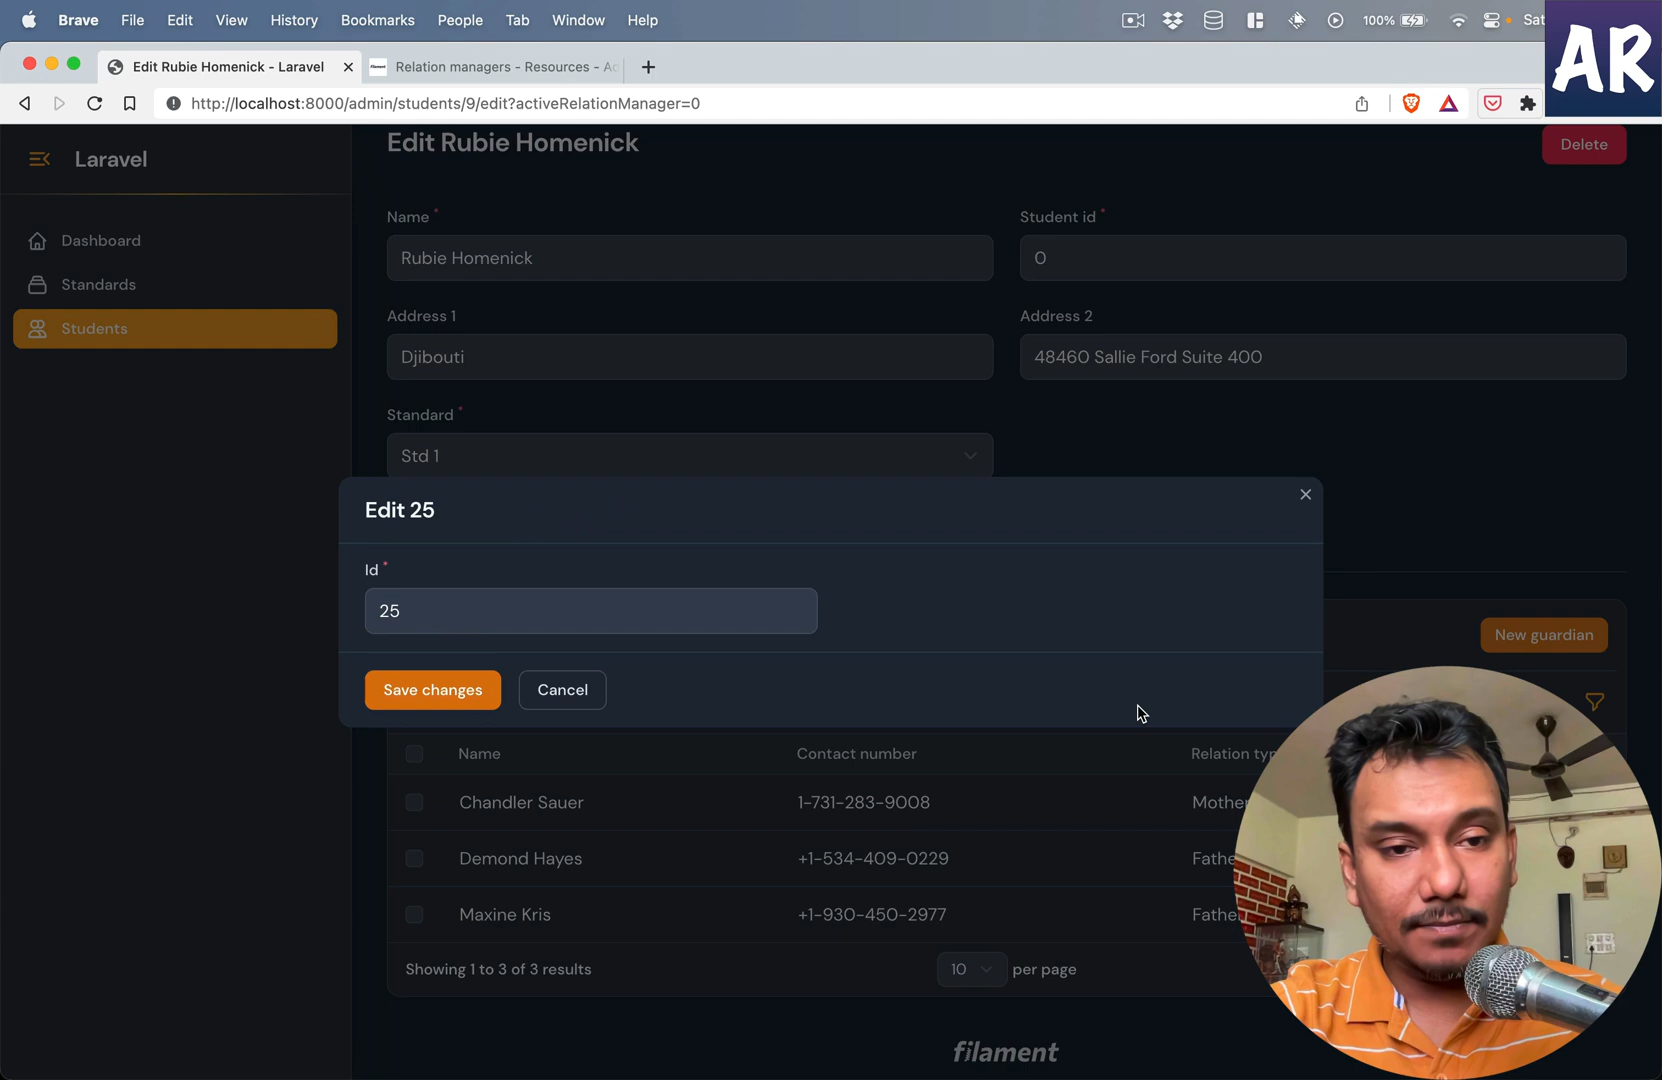 Brave File Edit View History Bookmarks People Tab Window Help 100% Sat
AR
Edit Rubie Homenick - Laravel
Relation managers - Resources - Ad
http://localhost:8000/admin/students/9/edit?activeRelationManager=0
Laravel
Dashboard
Standards
Students
Edit Rubie Homenick
Delete
Name *
Student id *
Rubie Homenick
0
Address 1
Address 2
Djibouti
48460 Sallie Ford Suite 400
Standard *
Std 1
Edit 25
Id *
25
Save changes
Cancel
New guardian
Name
Contact number
Relation typ
Chandler Sauer
1-731-283-9008
Mother
Demond Hayes
+1-534-409-0229
Fathe
Maxine Kris
+1-930-450-2977
Father
Showing 1 to 3 of 3 results
10
per page
filament